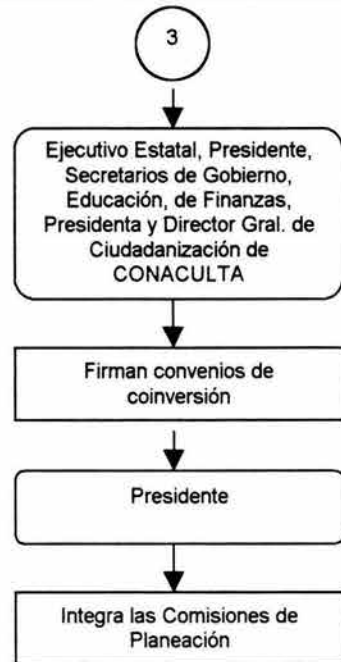 3
Ejecutivo Estatal, Presidente,
Secretarios de Gobierno,
Educación, de Finanzas,
Presidenta y Director Gral. de
Ciudadanización de
CONACULTA
Firman convenios de
coinversión
Presidente
Integra las Comisiones de
Planeación